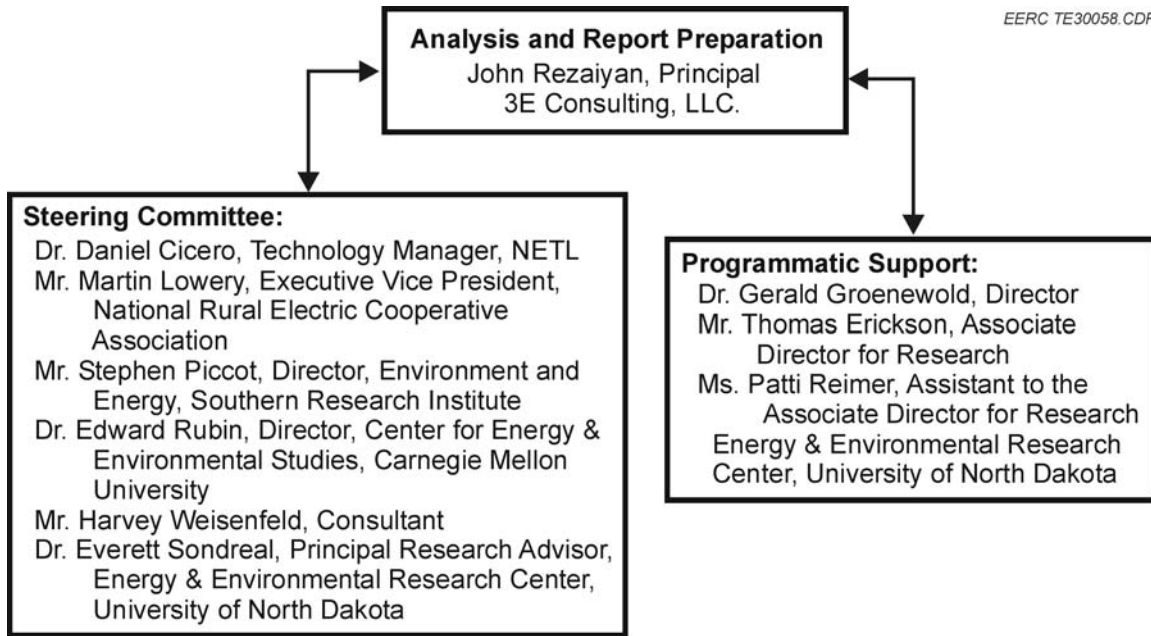 EERC TE30058.CDR
Analysis and Report Preparation
John Rezaiyan, Principal
3E Consulting, LLC.
Steering Committee:
Dr. Daniel Cicero, Technology Manager, NETL
Mr. Martin Lowery, Executive Vice President,
National Rural Electric Cooperative
Association
Mr. Stephen Piccot, Director, Environment and
Energy, Southern Research Institute
Dr. Edward Rubin, Director, Center for Energy &
Environmental Studies, Carnegie Mellon
University
Mr. Harvey Weisenfeld, Consultant
Dr. Everett Sondreal, Principal Research Advisor,
Energy & Environmental Research Center,
University of North Dakota
Programmatic Support:
Dr. Gerald Groenewold, Director
Mr. Thomas Erickson, Associate
Director for Research
Ms. Patti Reimer, Assistant to the
Associate Director for Research
Energy & Environmental Research
Center, University of North Dakota